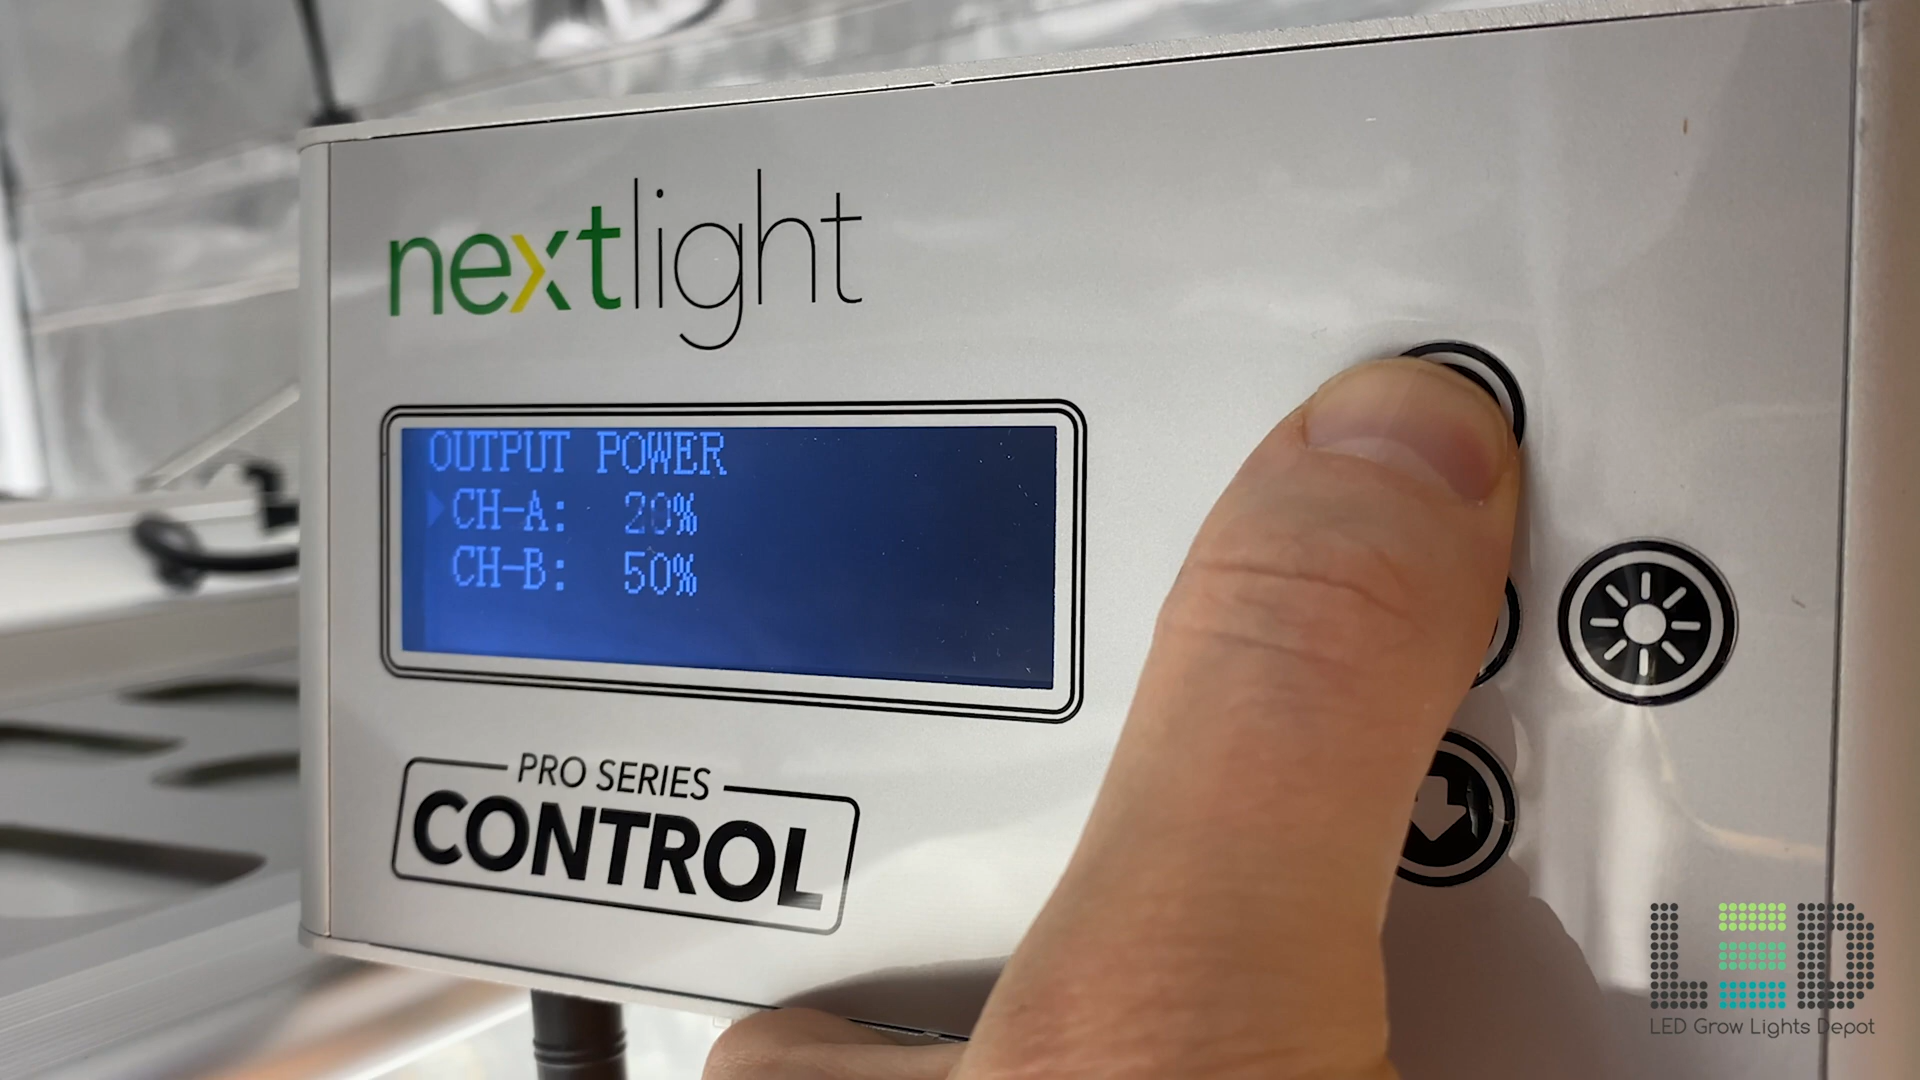 nextlight
OUTPUT POWER
CH-A: 20%
CH-B: 50%
PRO SERIES
CONTROL
LED
LED Grow Lights Depot